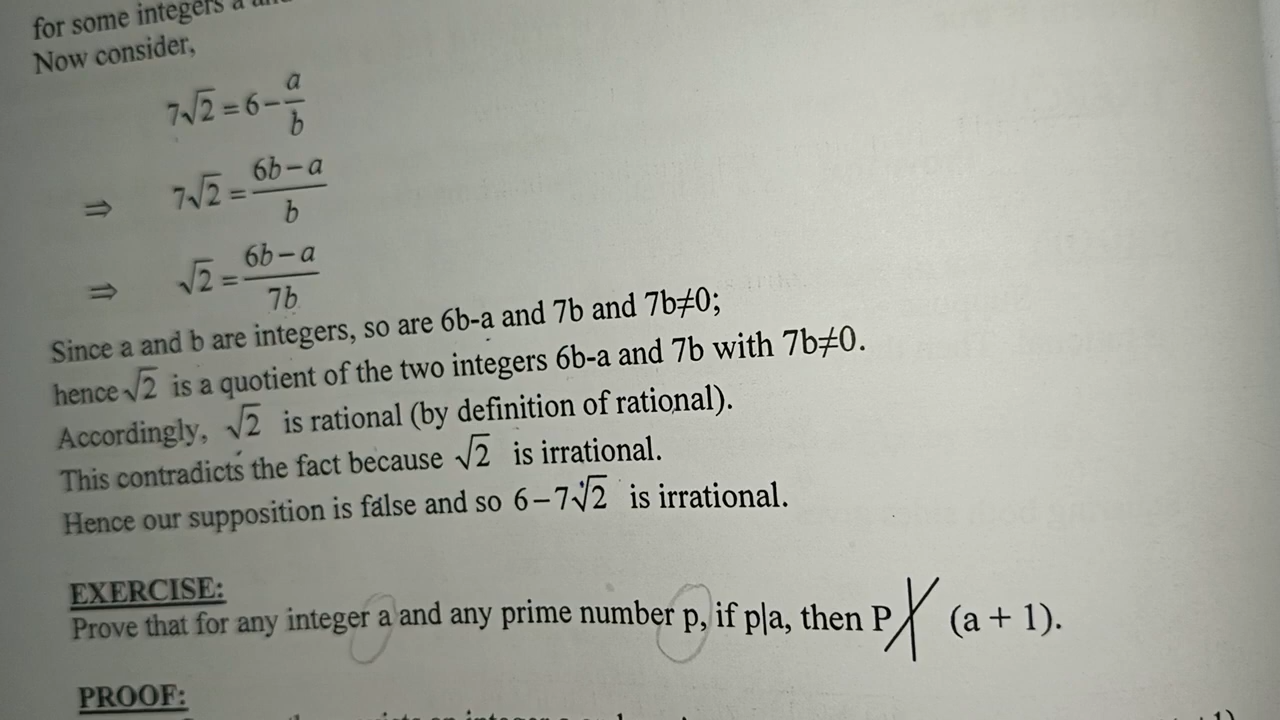 for some integers a
Now consider,
7√2 = 6 − a/b
⇒ 7√2 = (6b − a)/b
⇒ √2 = (6b − a)/7b
Since a and b are integers, so are 6b-a and 7b and 7b≠0;
hence √2 is a quotient of the two integers 6b-a and 7b with 7b≠0.
Accordingly, √2 is rational (by definition of rational).
This contradicts the fact because √2 is irrational.
Hence our supposition is false and so 6 − 7√2 is irrational.
EXERCISE:
Prove that for any integer a and any prime number p, if p|a, then P ∤ (a + 1).
PROOF: